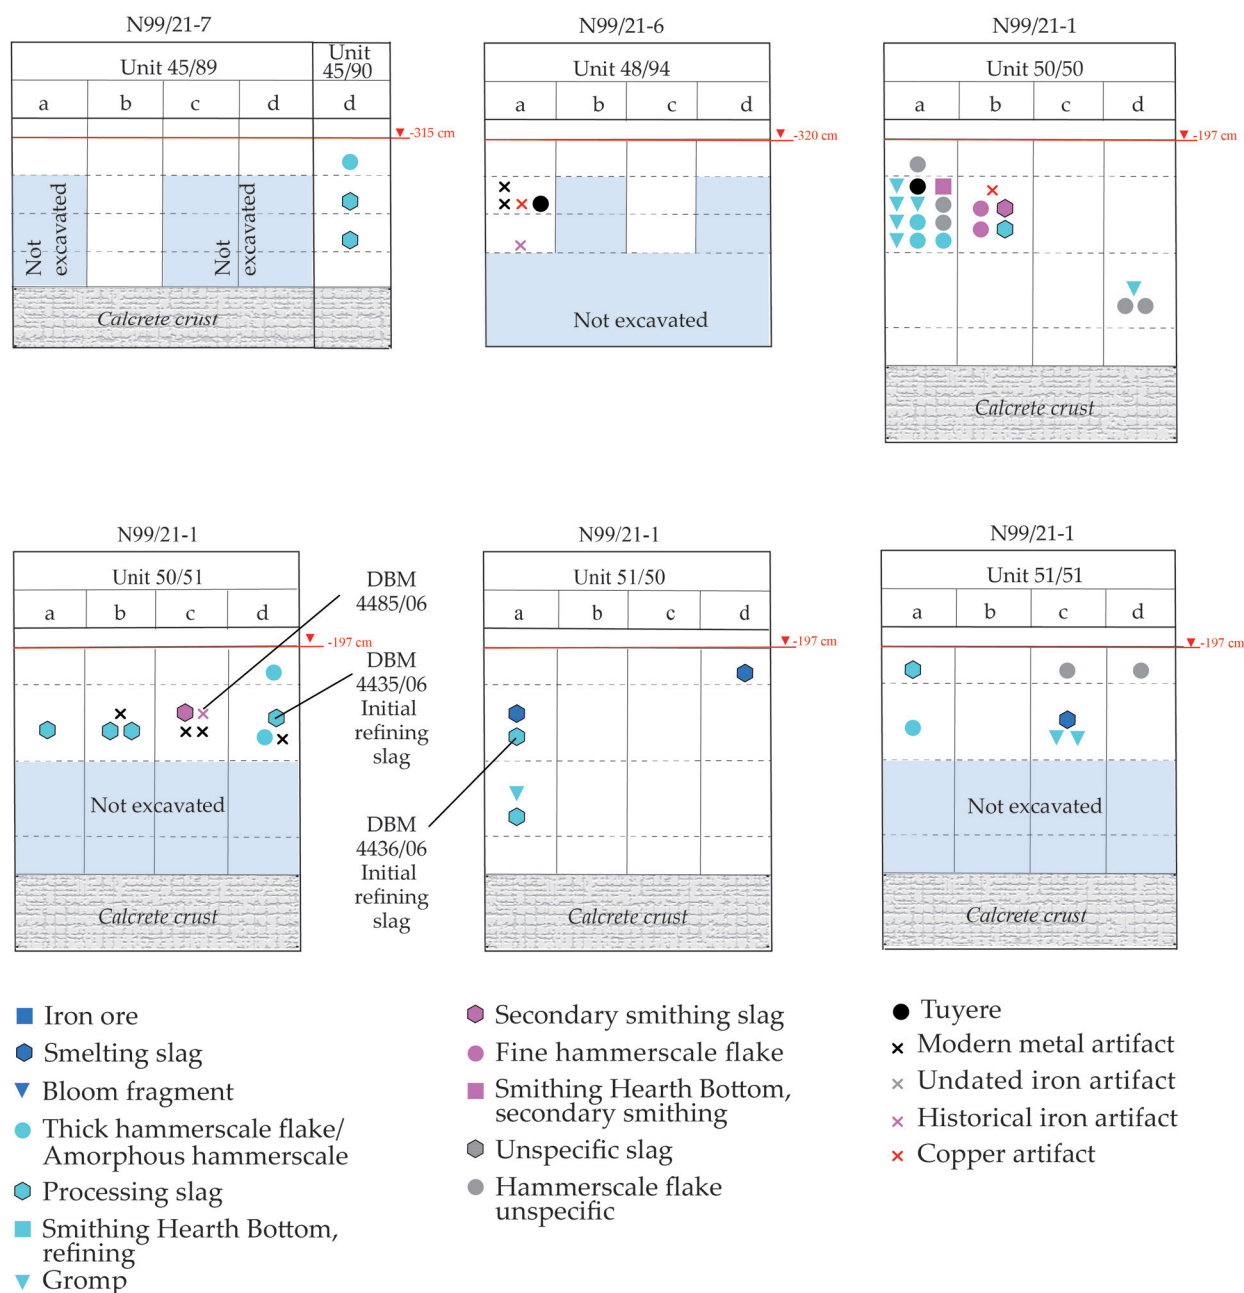 N99/21-7
Unit 45/89
Unit
45/90
a b c d d
-315 cm
Not
excavated
Not
excavated
Calcrete crust
N99/21-6
Unit 48/94
a b c d
-320 cm
Not excavated
N99/21-1
Unit 50/50
a b c d
-197 cm
Calcrete crust
N99/21-1
Unit 50/51
a b c d
-197 cm
Not excavated
Calcrete crust
DBM
4485/06
DBM
4435/06
Initial
refining
slag
DBM
4436/06
Initial
refining
slag
N99/21-1
Unit 51/50
a b c d
-197 cm
Calcrete crust
N99/21-1
Unit 51/51
a b c d
-197 cm
Not excavated
Calcrete crust
Iron ore
Smelting slag
Bloom fragment
Thick hammerscale flake/
Amorphous hammerscale
Processing slag
Smithing Hearth Bottom,
refining
Gromp
Secondary smithing slag
Fine hammerscale flake
Smithing Hearth Bottom,
secondary smithing
Unspecific slag
Hammerscale flake
unspecific
Tuyere
Modern metal artifact
Undated iron artifact
Historical iron artifact
Copper artifact